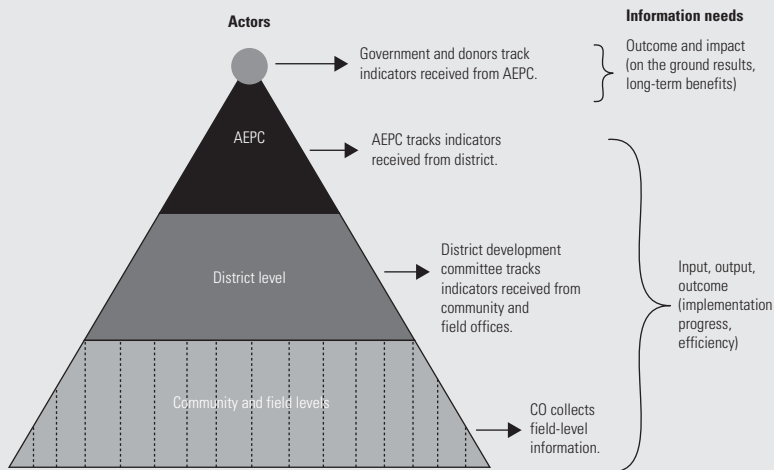 Actors
Information needs
Government and donors track
indicators received from AEPC.
Outcome and impact
(on the ground results,
long-term benefits)
AEPC
AEPC tracks indicators
received from district.
District level
District development
committee tracks
indicators received from
community and
field offices.
Input, output,
outcome
(implementation
progress,
efficiency)
Community and field levels
CO collects
field-level
information.